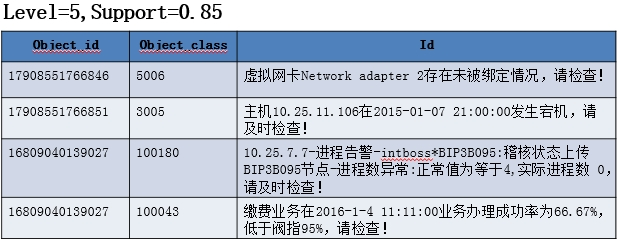 Level=5,Support=0.85
Object id Object class Id
17908551766846 5006 虚拟网卡Network adapter 2存在未被绑定情况，请检查！
17908551766851 3005 主机10.25.11.106在2015-01-07 21:00:00发生宕机，请
及时检查！
16809040139027 100180 10.25.7.7-进程告警-intboss*BIP3B095:稽核状态上传
BIP3B095节点-进程数异常:正常值为等于4,实际进程数 0，
请及时检查！
16809040139027 100043 缴费业务在2016-1-4 11:11:00业务办理成功率为66.67%，
低于阀指95%，请检查！